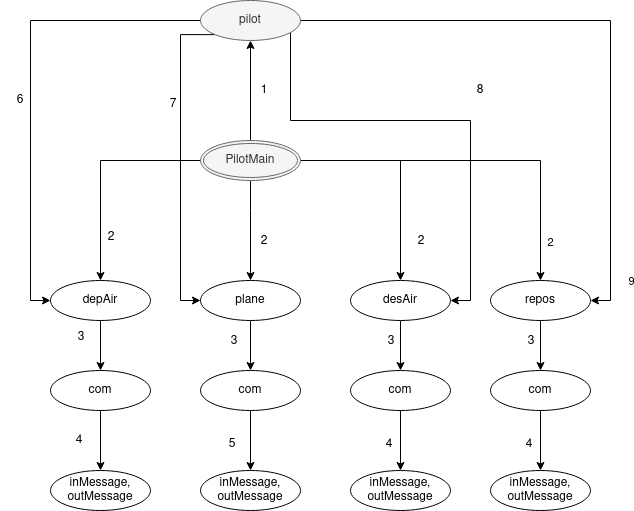 pilot
6
7
1
8
PilotMain
2
2
2
2
9
depAir
plane
desAir
repos
3
3
3
3
com
com
com
com
4
5
4
4
inMessage,
outMessage
inMessage,
outMessage
inMessage,
outMessage
inMessage,
outMessage